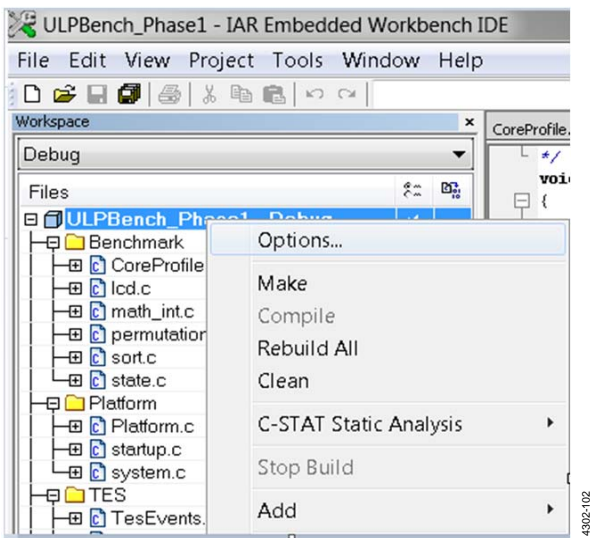 ULPBench_Phase1 - IAR Embedded Workbench IDE
File Edit View Project Tools Window Help
Workspace
Debug
Files
ULPBench_Phase1 - Debug
Benchmark
CoreProfile
lcd.c
math_int.c
permutation
sort.c
state.c
Platform
Platform.c
startup.c
system.c
TES
TesEvents.
Options...
Make
Compile
Rebuild All
Clean
C-STAT Static Analysis
Stop Build
Add
CoreProfile.
*/
voi
{
4302-102